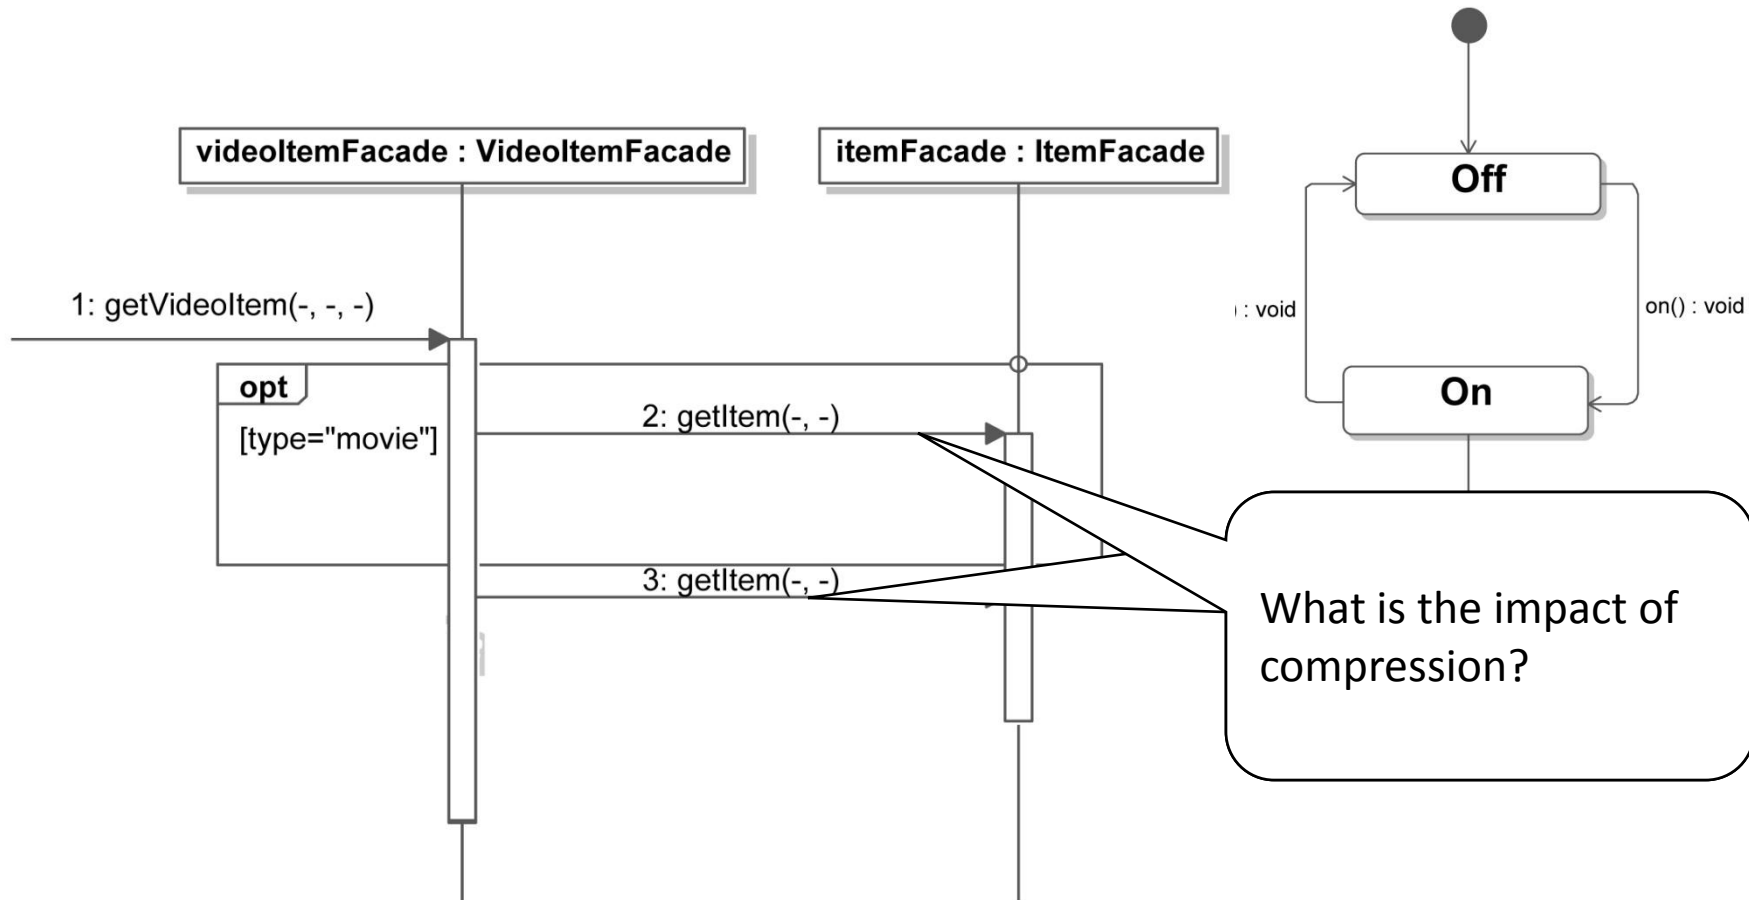 videoItemFacade : VideoItemFacade
itemFacade : ItemFacade
Off
1: getVideoItem(-, -, -)
) : void
on() : void
opt
[type="movie"]
2: getItem(-, -)
On
3: getItem(-, -)
What is the impact of
compression?